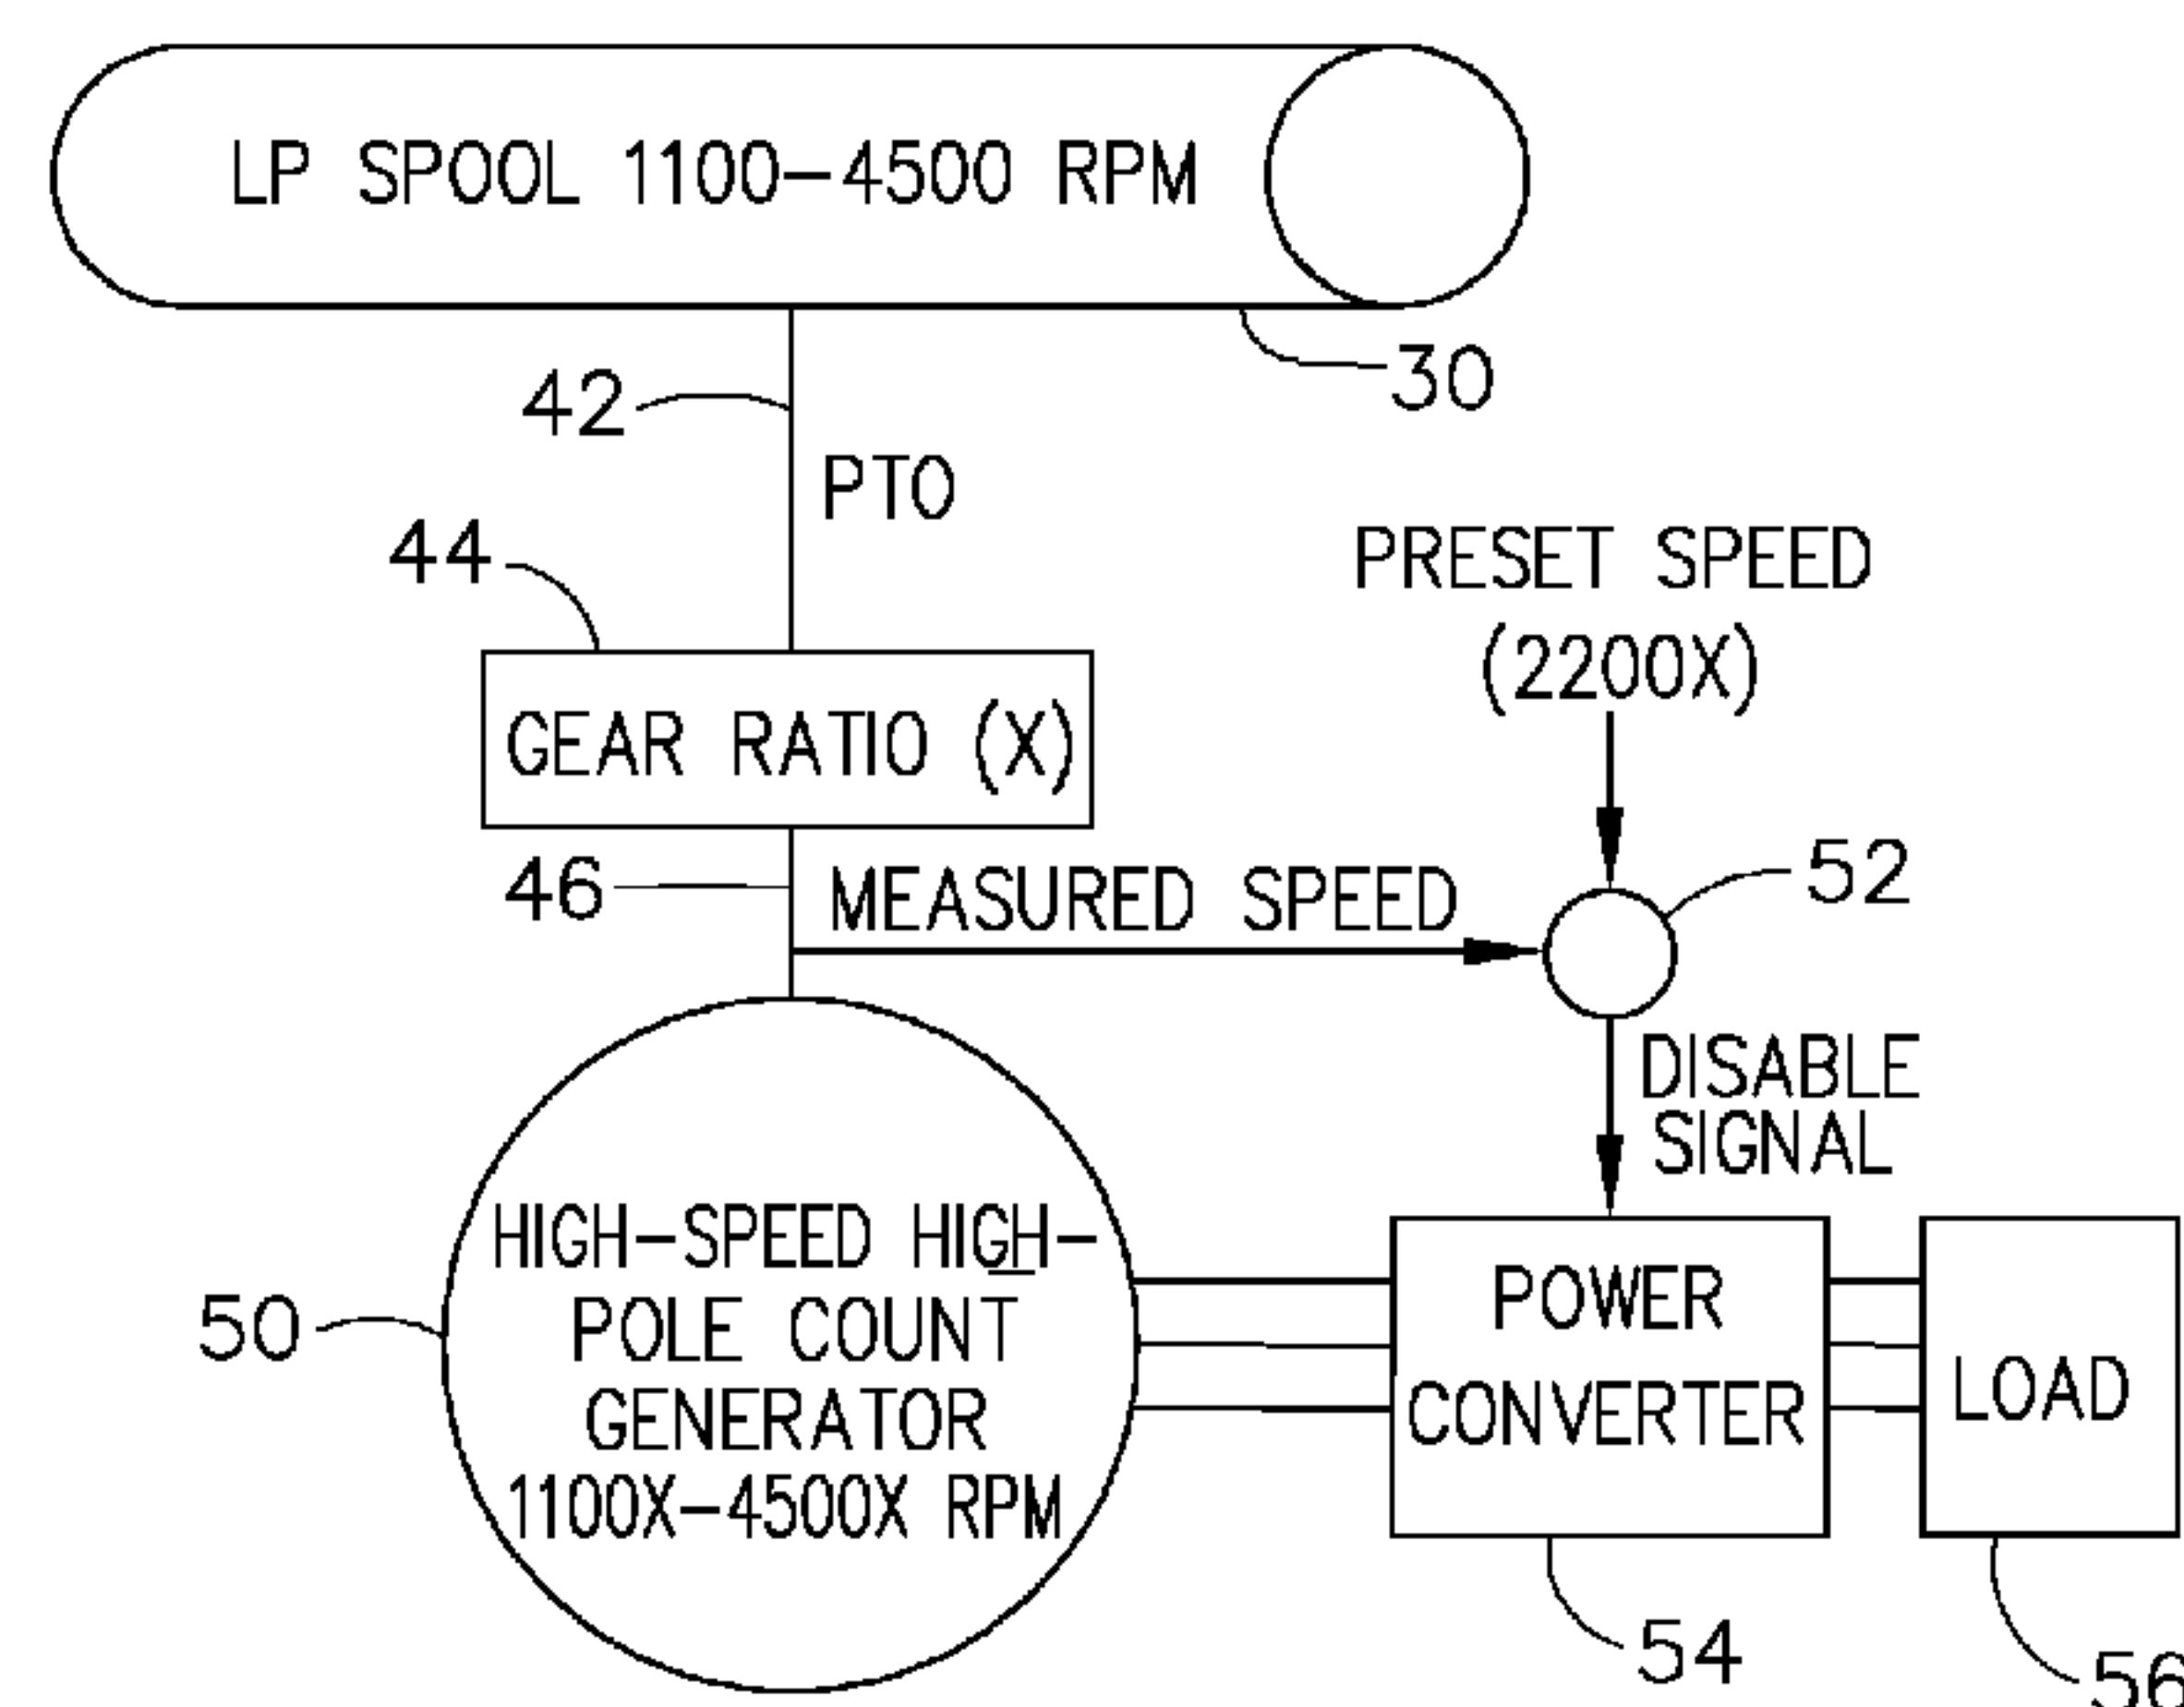 LP SPOOL 1100-4500 RPM
30
42
PTO
44
PRESET SPEED
(2200X)
GEAR RATIO (X)
46
MEASURED SPEED
52
DISABLE
SIGNAL
HIGH-SPEED HIGH-
POLE COUNT
GENERATOR
1100X-4500X RPM
50
POWER
CONVERTER
LOAD
54
56